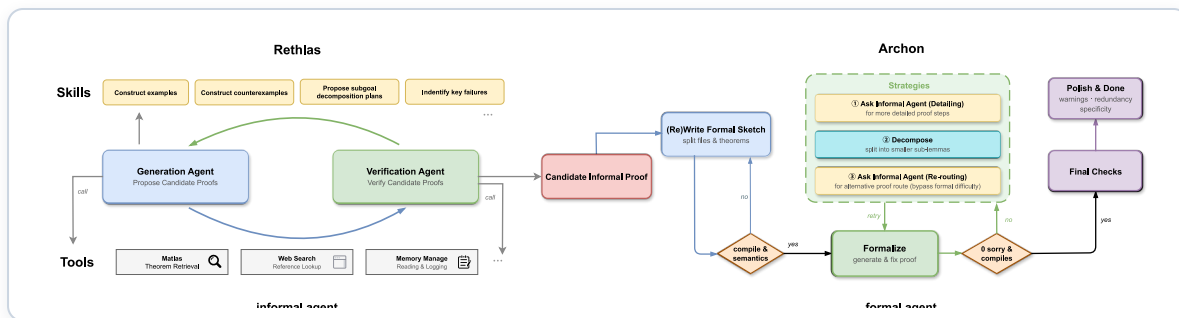 Rethlas
Skills
Construct examples
Construct counterexamples
Propose subgoal
decomposition plans
Indentify key failures
...
Generation Agent
Propose Candidate Proofs
Verification Agent
Verify Candidate Proofs
call
call
Tools
Matlas
Theorem Retrieval
Web Search
Reference Lookup
Memory Manage
Reading & Logging
...
informal agent
Candidate Informal Proof
Archon
(Re)Write Formal Sketch
split files & theorems
no
compile &
semantics
yes
Strategies
① Ask Informal Agent (Detailing)
for more detailed proof steps
② Decompose
split into smaller sub-lemmas
③ Ask Informal Agent (Re-routing)
for alternative proof route (bypass formal difficulty)
retry
no
Formalize
generate & fix proof
0 sorry &
compiles
yes
Polish & Done
warnings · redundancy
specificity
Final Checks
formal agent